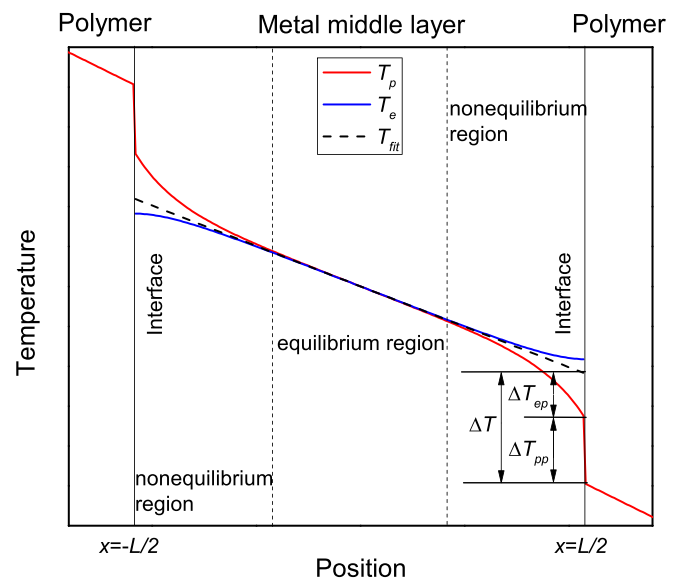 Polymer
Metal middle layer
Polymer
T_p
T_e
T_fit
nonequilibrium
region
Temperature
Interface
Interface
equilibrium region
ΔT_ep
ΔT
ΔT_pp
nonequilibrium
region
x=-L/2
x=L/2
Position